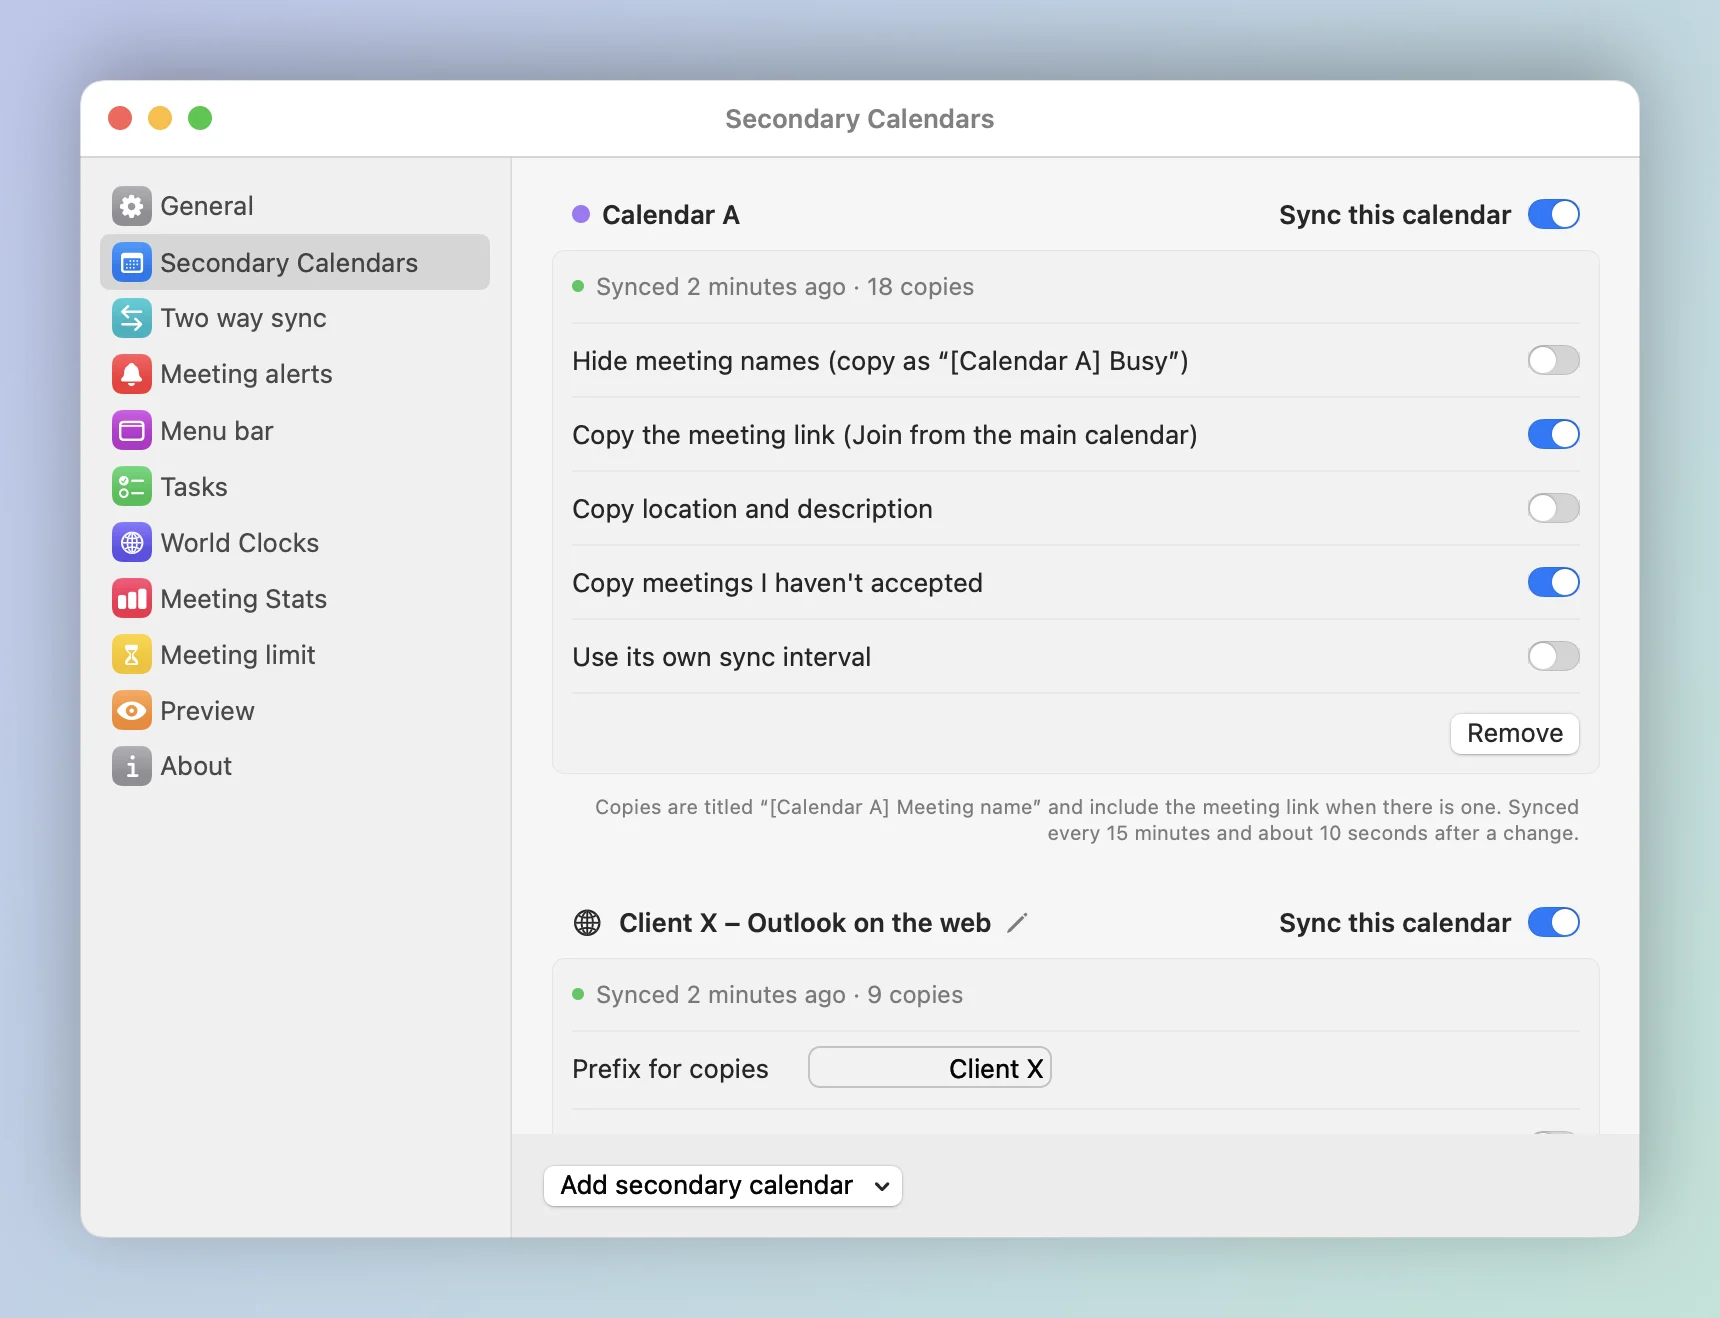 Secondary Calendars
General
Secondary Calendars
Two way sync
Meeting alerts
Menu bar
Tasks
World Clocks
Meeting Stats
Meeting limit
Preview
About
Calendar A
Sync this calendar
Synced 2 minutes ago · 18 copies
Hide meeting names (copy as “[Calendar A] Busy”)
Copy the meeting link (Join from the main calendar)
Copy location and description
Copy meetings I haven't accepted
Use its own sync interval
Remove
Copies are titled “[Calendar A] Meeting name” and include the meeting link when there is one. Synced
every 15 minutes and about 10 seconds after a change.
Client X – Outlook on the web
Sync this calendar
Synced 2 minutes ago · 9 copies
Prefix for copies
Client X
Add secondary calendar